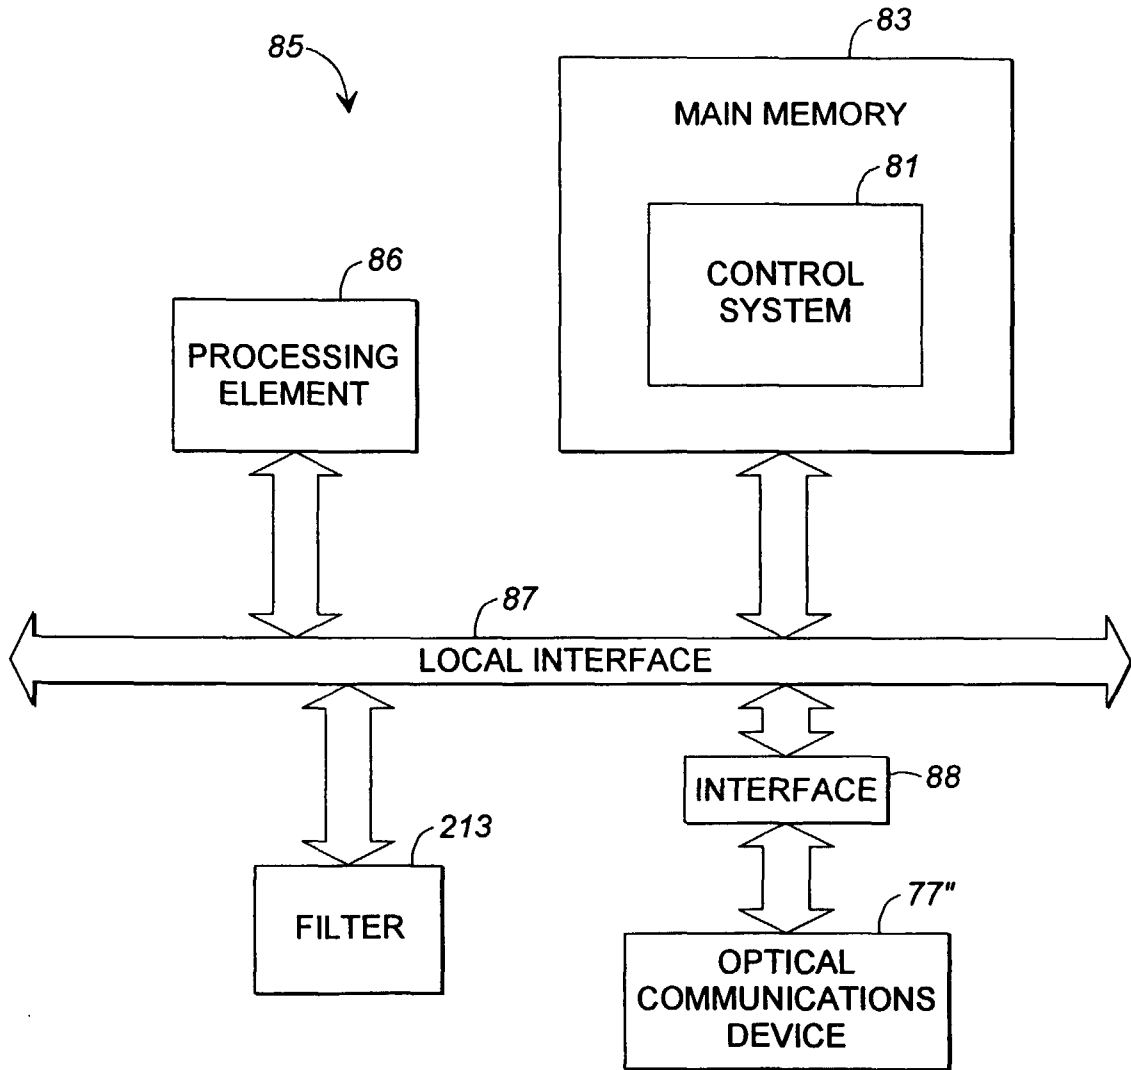 85
83
MAIN MEMORY
81
CONTROL
SYSTEM
86
PROCESSING
ELEMENT
87
LOCAL INTERFACE
INTERFACE
88
213
FILTER
77"
OPTICAL
COMMUNICATIONS
DEVICE